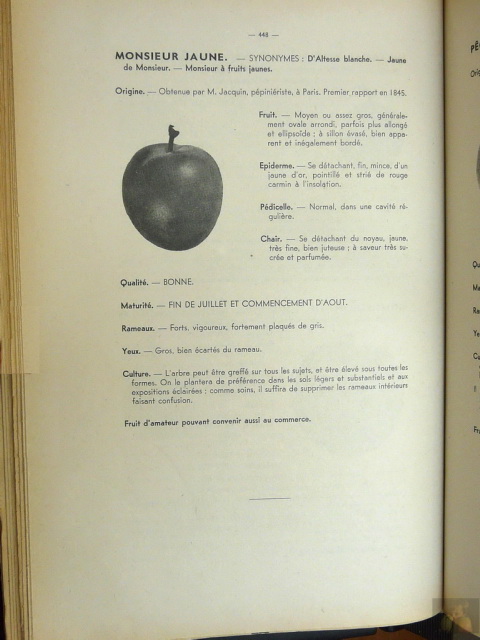 — 448 —
MONSIEUR JAUNE. — SYNONYMES : D'Altesse blanche. — Jaune
de Monsieur. — Monsieur à fruits jaunes.
Origine. — Obtenue par M. Jacquin, pépiniériste, à Paris. Premier rapport en 1845.
Fruit. — Moyen ou assez gros, générale-
ment ovale arrondi, parfois plus allongé
et ellipsoïde ; à sillon évasé, bien appa-
rent et inégalement bordé.
Epiderme. — Se détachant, fin, mince, d'un
jaune d'or, pointillé et strié de rouge
carmin à l'insolation.
Pédicelle. — Normal, dans une cavité ré-
gulière.
Chair. — Se détachant du noyau, jaune,
très fine, bien juteuse ; à saveur très su-
crée et parfumée.
Qualité. — BONNE.
Maturité. — FIN DE JUILLET ET COMMENCEMENT D'AOUT.
Rameaux. — Forts, vigoureux, fortement plaqués de gris.
Yeux. — Gros, bien écartés du rameau.
Culture. — L'arbre peut être greffé sur tous les sujets, et être élevé sous toutes les
formes. On le plantera de préférence dans les sols légers et substantiels et aux
expositions éclairées ; comme soins, il suffira de supprimer les rameaux intérieurs
faisant confusion.
Fruit d'amateur pouvant convenir aussi au commerce.